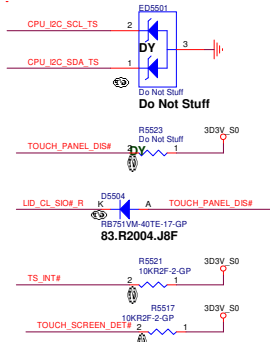 ED5501
CPU_I2C_SCL_TS
2
DY
3
CPU_I2C_SDA_TS
1
Do Not Stuff
Do Not Stuff
R5523
Do Not Stuff
3D3V_S0
TOUCH_PANEL_DIS#
2
DY
1
D5504
LID_CL_SIO#_R
K
A
TOUCH_PANEL_DIS#
RB751VM-40TE-17-GP
83.R2004.J8F
R5521
10KR2F-2-GP
3D3V_S0
TS_INT#
2
1
R5517
10KR2F-2-GP
3D3V_S0
TOUCH_SCREEN_DET#
2
1